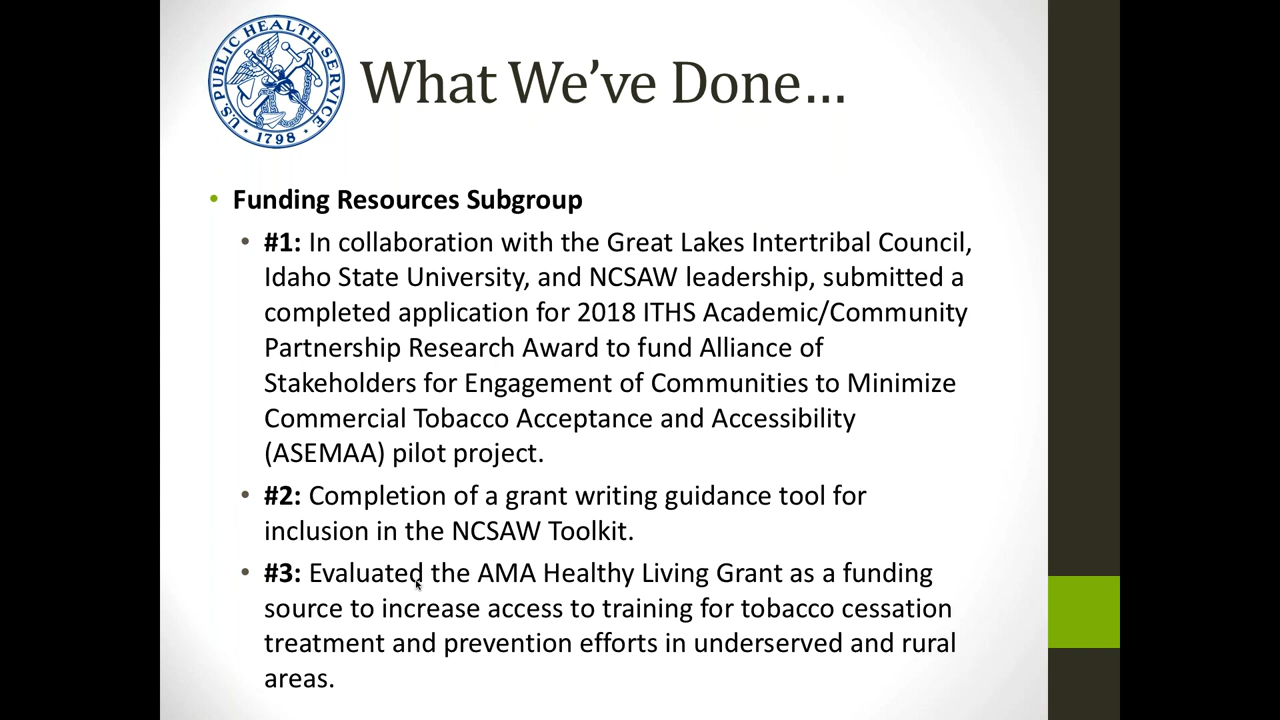 U.S. PUBLIC HEALTH SERVICE
• 1798 •
What We’ve Done…
• Funding Resources Subgroup
• #1: In collaboration with the Great Lakes Intertribal Council,
Idaho State University, and NCSAW leadership, submitted a
completed application for 2018 ITHS Academic/Community
Partnership Research Award to fund Alliance of
Stakeholders for Engagement of Communities to Minimize
Commercial Tobacco Acceptance and Accessibility
(ASEMAA) pilot project.
• #2: Completion of a grant writing guidance tool for
inclusion in the NCSAW Toolkit.
• #3: Evaluated the AMA Healthy Living Grant as a funding
source to increase access to training for tobacco cessation
treatment and prevention efforts in underserved and rural
areas.